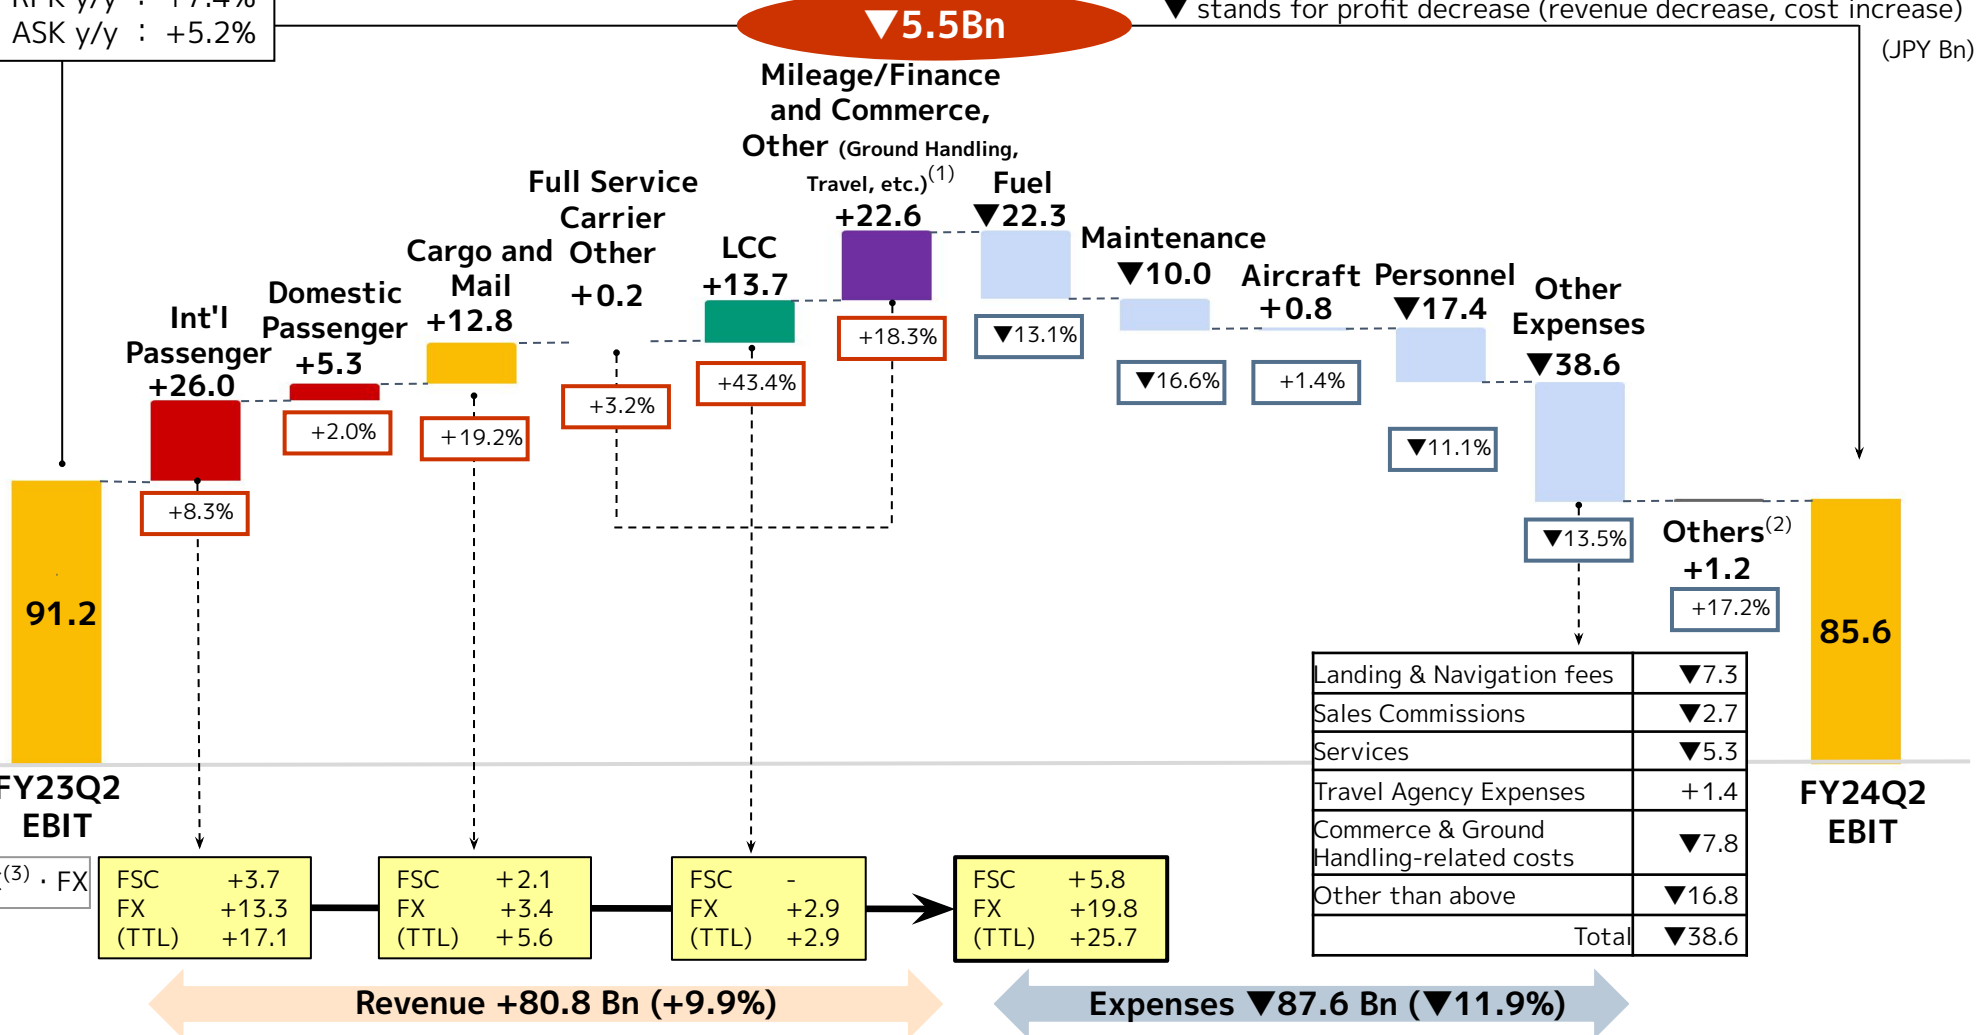 RPK y/y : +7.4%
ASK y/y : +5.2%
▼5.5Bn
▼ stands for profit decrease (revenue decrease, cost increase)
(JPY Bn)
Mileage/Finance
and Commerce,
Other (Ground Handling,
Travel, etc.)(1)
+22.6
Full Service
Carrier
Other
+0.2
Fuel
▼22.3
Cargo and
Mail
+12.8
LCC
+13.7
Maintenance
▼10.0
Aircraft
+0.8
Personnel
▼17.4
Other
Expenses
▼38.6
Domestic
Passenger
+5.3
Int'l
Passenger
+26.0
+8.3%
+2.0%
+19.2%
+3.2%
+43.4%
+18.3%
▼13.1%
▼16.6%
+1.4%
▼11.1%
▼13.5%
Others(2)
+1.2
+17.2%
91.2
85.6
FY23Q2
EBIT
FY24Q2
EBIT
Landing & Navigation fees ▼7.3
Sales Commissions ▼2.7
Services ▼5.3
Travel Agency Expenses +1.4
Commerce & Ground
Handling-related costs ▼7.8
Other than above ▼16.8
Total ▼38.6
(3) · FX
FSC +3.7
FX +13.3
(TTL) +17.1
FSC +2.1
FX +3.4
(TTL) +5.6
FSC -
FX +2.9
(TTL) +2.9
FSC +5.8
FX +19.8
(TTL) +25.7
Revenue +80.8 Bn (+9.9%)
Expenses ▼87.6 Bn (▼11.9%)